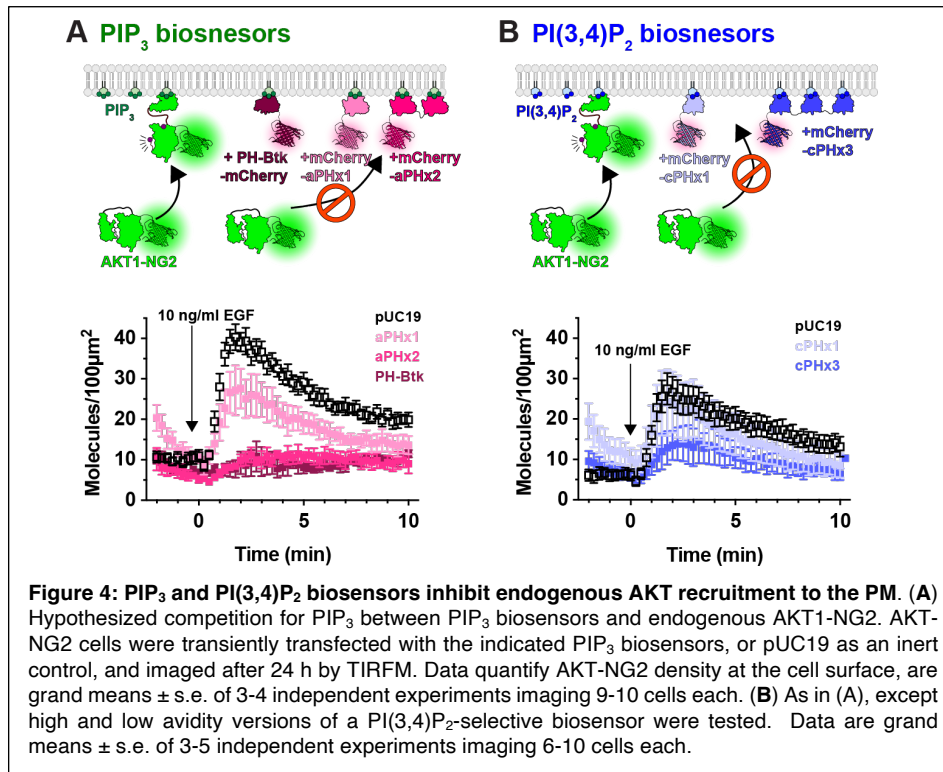 A PIP3 biosnesors
PIP3
+ PH-Btk
-mCherry
+mCherry
-aPHx1
+mCherry
-aPHx2
AKT1-NG2
B PI(3,4)P2 biosnesors
PI(3,4)P2
+mCherry
-cPHx1
+mCherry
-cPHx3
AKT1-NG2
Molecules/100µm2
40
30
20
10
0
10 ng/ml EGF
pUC19
aPHx1
aPHx2
PH-Btk
0
5
10
Time (min)
Molecules/100µm2
40
30
20
10
0
10 ng/ml EGF
pUC19
cPHx1
cPHx3
0
5
10
Time (min)
Figure 4: PIP3 and PI(3,4)P2 biosensors inhibit endogenous AKT recruitment to the PM. (A)
Hypothesized competition for PIP3 between PIP3 biosensors and endogenous AKT1-NG2. AKT-
NG2 cells were transiently transfected with the indicated PIP3 biosensors, or pUC19 as an inert
control, and imaged after 24 h by TIRFM. Data quantify AKT-NG2 density at the cell surface, are
grand means ± s.e. of 3-4 independent experiments imaging 9-10 cells each. (B) As in (A), except
high and low avidity versions of a PI(3,4)P2-selective biosensor were tested. Data are grand
means ± s.e. of 3-5 independent experiments imaging 6-10 cells each.